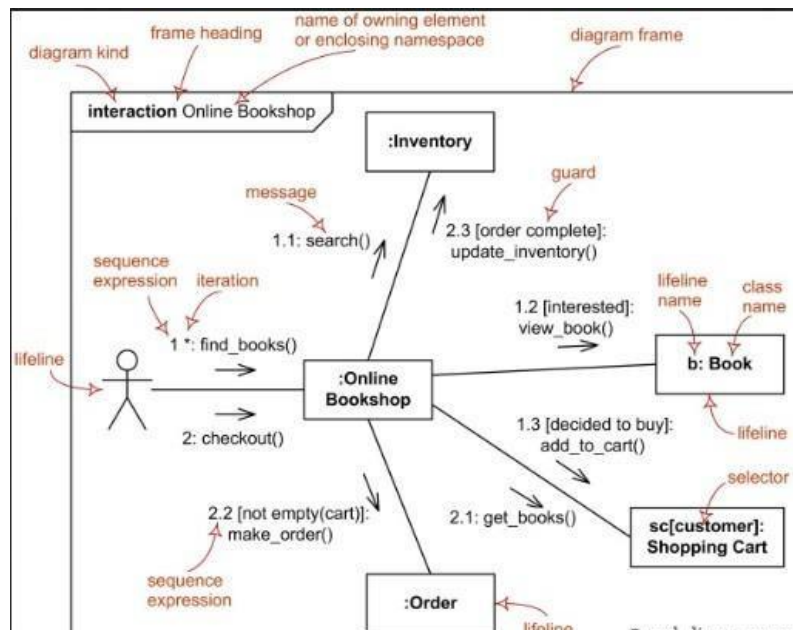 name of owning element
or enclosing namespace
frame heading
diagram kind
diagram frame
interaction Online Bookshop
:Inventory
message
guard
1.1: search()
2.3 [order complete]:
update_inventory()
sequence
expression
iteration
lifeline
name
class
name
1.2 [interested]:
view_book()
1 *: find_books()
lifeline
:Online
Bookshop
b: Book
2: checkout()
1.3 [decided to buy]:
add_to_cart()
lifeline
selector
2.2 [not empty(cart)]:
make_order()
2.1: get_books()
sc[customer]:
Shopping Cart
sequence
expression
:Order
lifeline